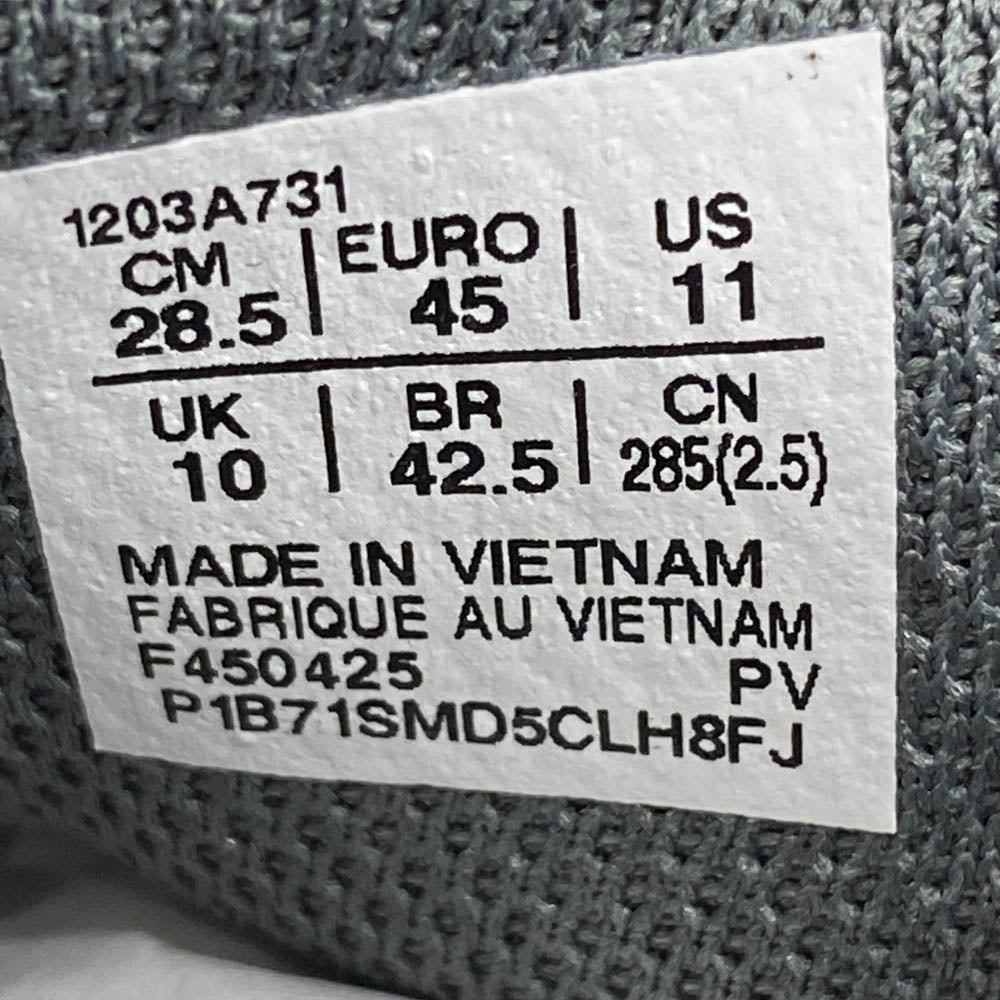 1203A731
CM | EURO | US
28.5 | 45 | 11
UK | BR | CN
10 | 42.5 | 285(2.5)
MADE IN VIETNAM
FABRIQUE AU VIETNAM
F450425 PV
P1B71SMD5CLH8FJ